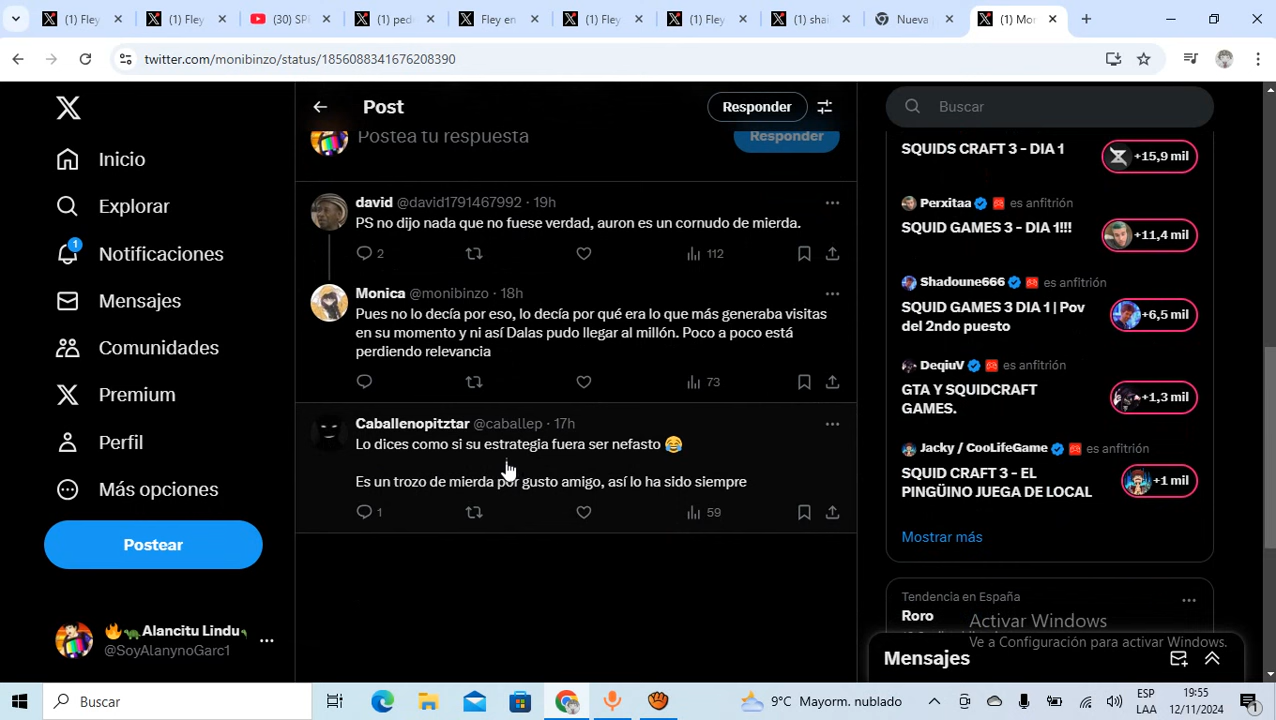 (1) Fley
(1) Fley
(30) SPI
(1) ped
Fley en
(1) Fley
(1) Fley
(1) shai
Nueva
(1) Mor
twitter.com/monibinzo/status/1856088341676208390
Post
Responder
Postea tu respuesta
Responder
Inicio
Explorar
1
Notificaciones
Mensajes
Comunidades
Premium
Perfil
Más opciones
Postear
🔥🦎Alancitu Lindu
@SoyAlanynoGarc1
david @david1791467992 · 19h
PS no dijo nada que no fuese verdad, auron es un cornudo de mierda.
2
112
Monica @monibinzo · 18h
Pues no lo decía por eso, lo decía por qué era lo que más generaba visitas
en su momento y ni así Dalas pudo llegar al millón. Poco a poco está
perdiendo relevancia
73
Caballenopitztar @caballep · 17h
Lo dices como si su estrategia fuera ser nefasto 😂
Es un trozo de mierda por gusto amigo, así lo ha sido siempre
1
59
Buscar
SQUIDS CRAFT 3 - DIA 1
+15,9 mil
Perxitaa es anfitrión
SQUID GAMES 3 - DIA 1!!!
+11,4 mil
Shadoune666 es anfitrión
SQUID GAMES 3 DIA 1 | Pov
del 2ndo puesto
+6,5 mil
DeqiuV es anfitrión
GTA Y SQUIDCRAFT
GAMES.
+1,3 mil
Jacky / CooLifeGame es anfitrión
SQUID CRAFT 3 - EL
PINGÜINO JUEGA DE LOCAL
+1 mil
Mostrar más
Tendencia en España
Roro
Activar Windows
Ve a Configuración para activar Windows.
Mensajes
Buscar
9°C Mayorm. nublado
ESP
LAA
19:55
12/11/2024
1